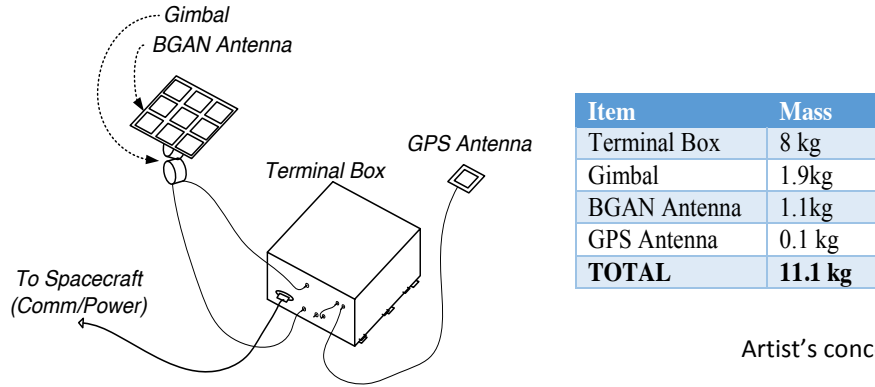 Gimbal
BGAN Antenna
GPS Antenna
Terminal Box
To Spacecraft
(Comm/Power)
Item Mass
Terminal Box 8 kg
Gimbal 1.9kg
BGAN Antenna 1.1kg
GPS Antenna 0.1 kg
TOTAL 11.1 kg
Artist’s conc